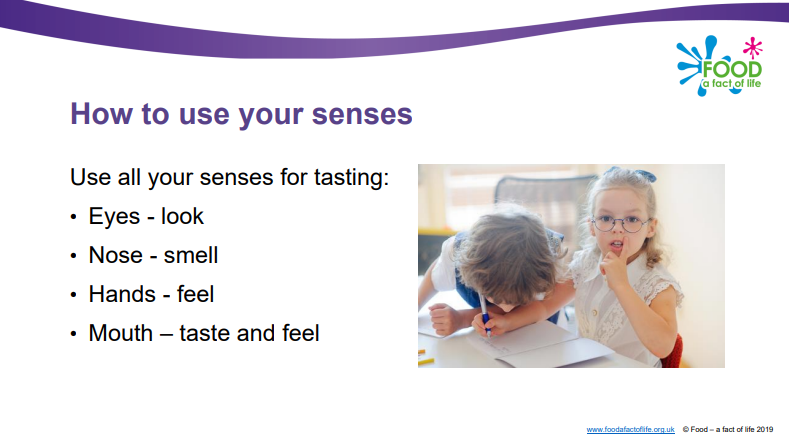 FOOD
a fact of life
How to use your senses
Use all your senses for tasting:
• Eyes - look
• Nose - smell
• Hands - feel
• Mouth – taste and feel
www.foodafactoflife.org.uk © Food – a fact of life 2019